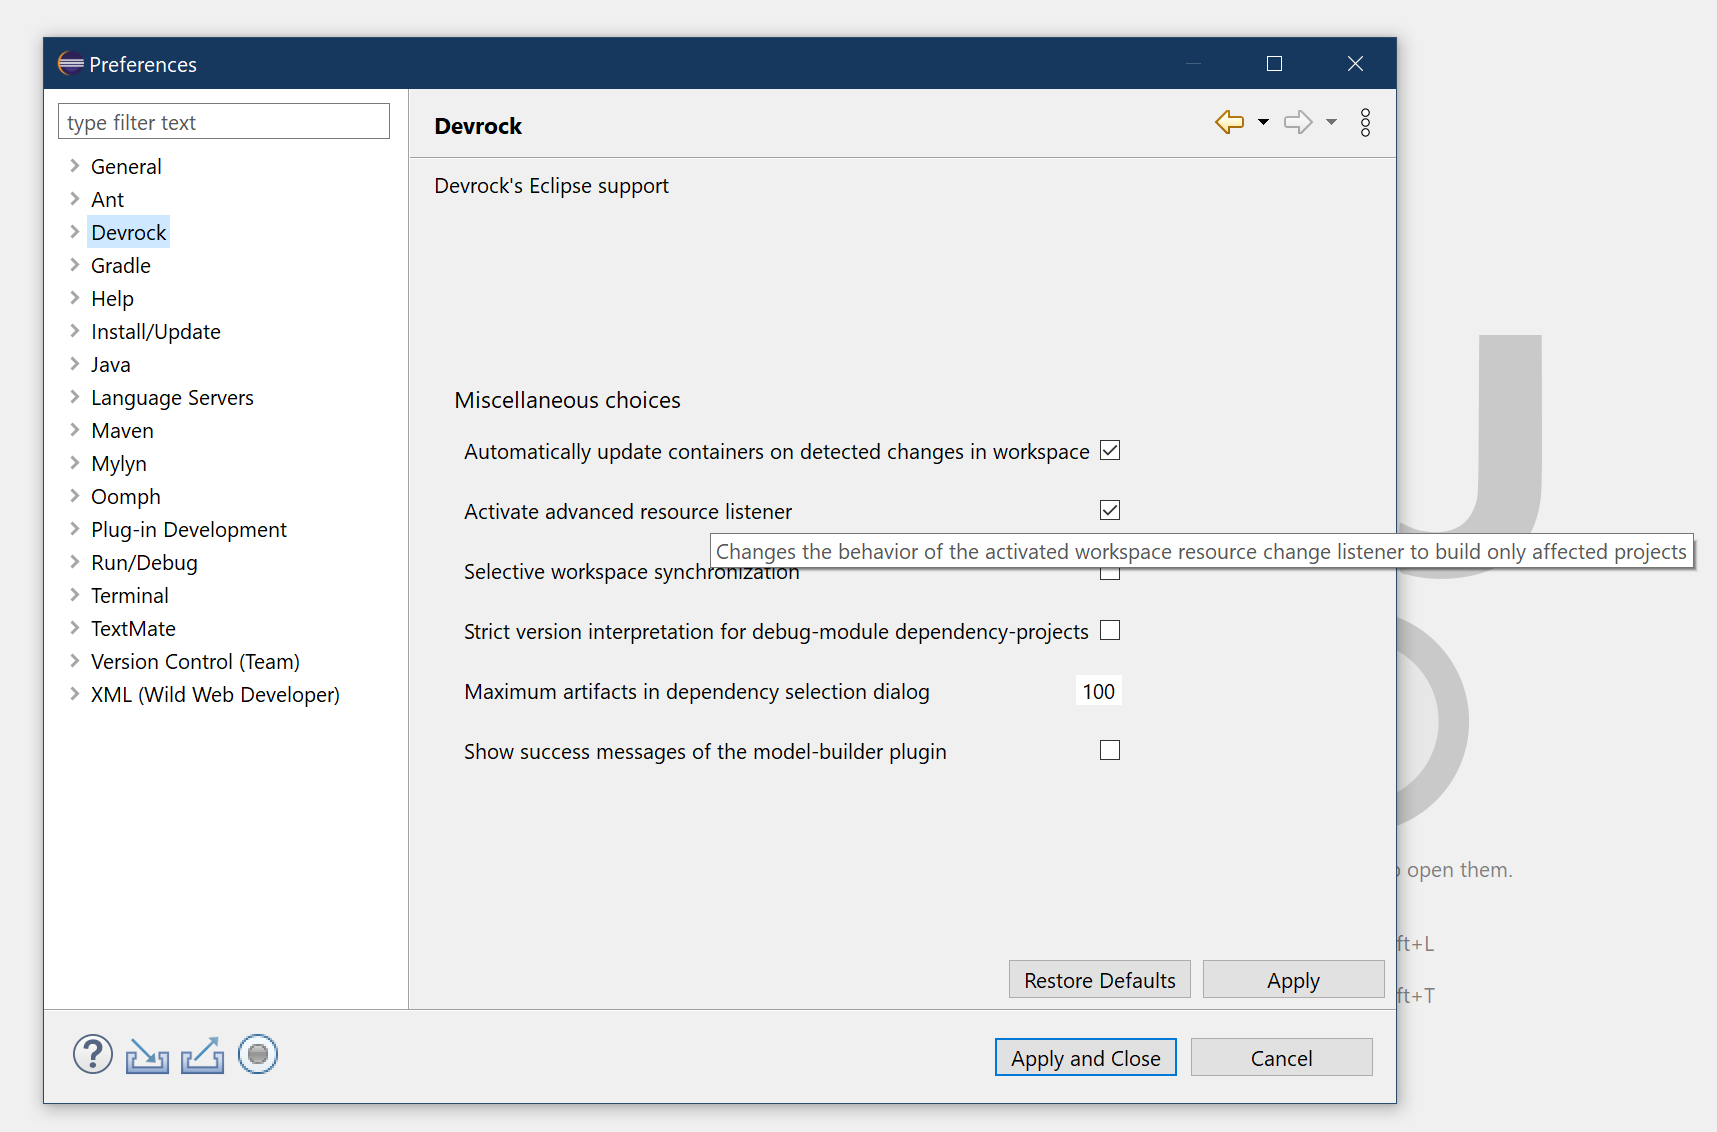 Preferences
type filter text
General
Ant
Devrock
Gradle
Help
Install/Update
Java
Language Servers
Maven
Mylyn
Oomph
Plug-in Development
Run/Debug
Terminal
TextMate
Version Control (Team)
XML (Wild Web Developer)
Devrock
Devrock's Eclipse support
Miscellaneous choices
Automatically update containers on detected changes in workspace
Activate advanced resource listener
Changes the behavior of the activated workspace resource change listener to build only affected projects
Selective workspace synchronization
Strict version interpretation for debug-module dependency-projects
Maximum artifacts in dependency selection dialog 100
Show success messages of the model-builder plugin
open them.
ft+L
ft+T
Restore Defaults Apply
Apply and Close Cancel